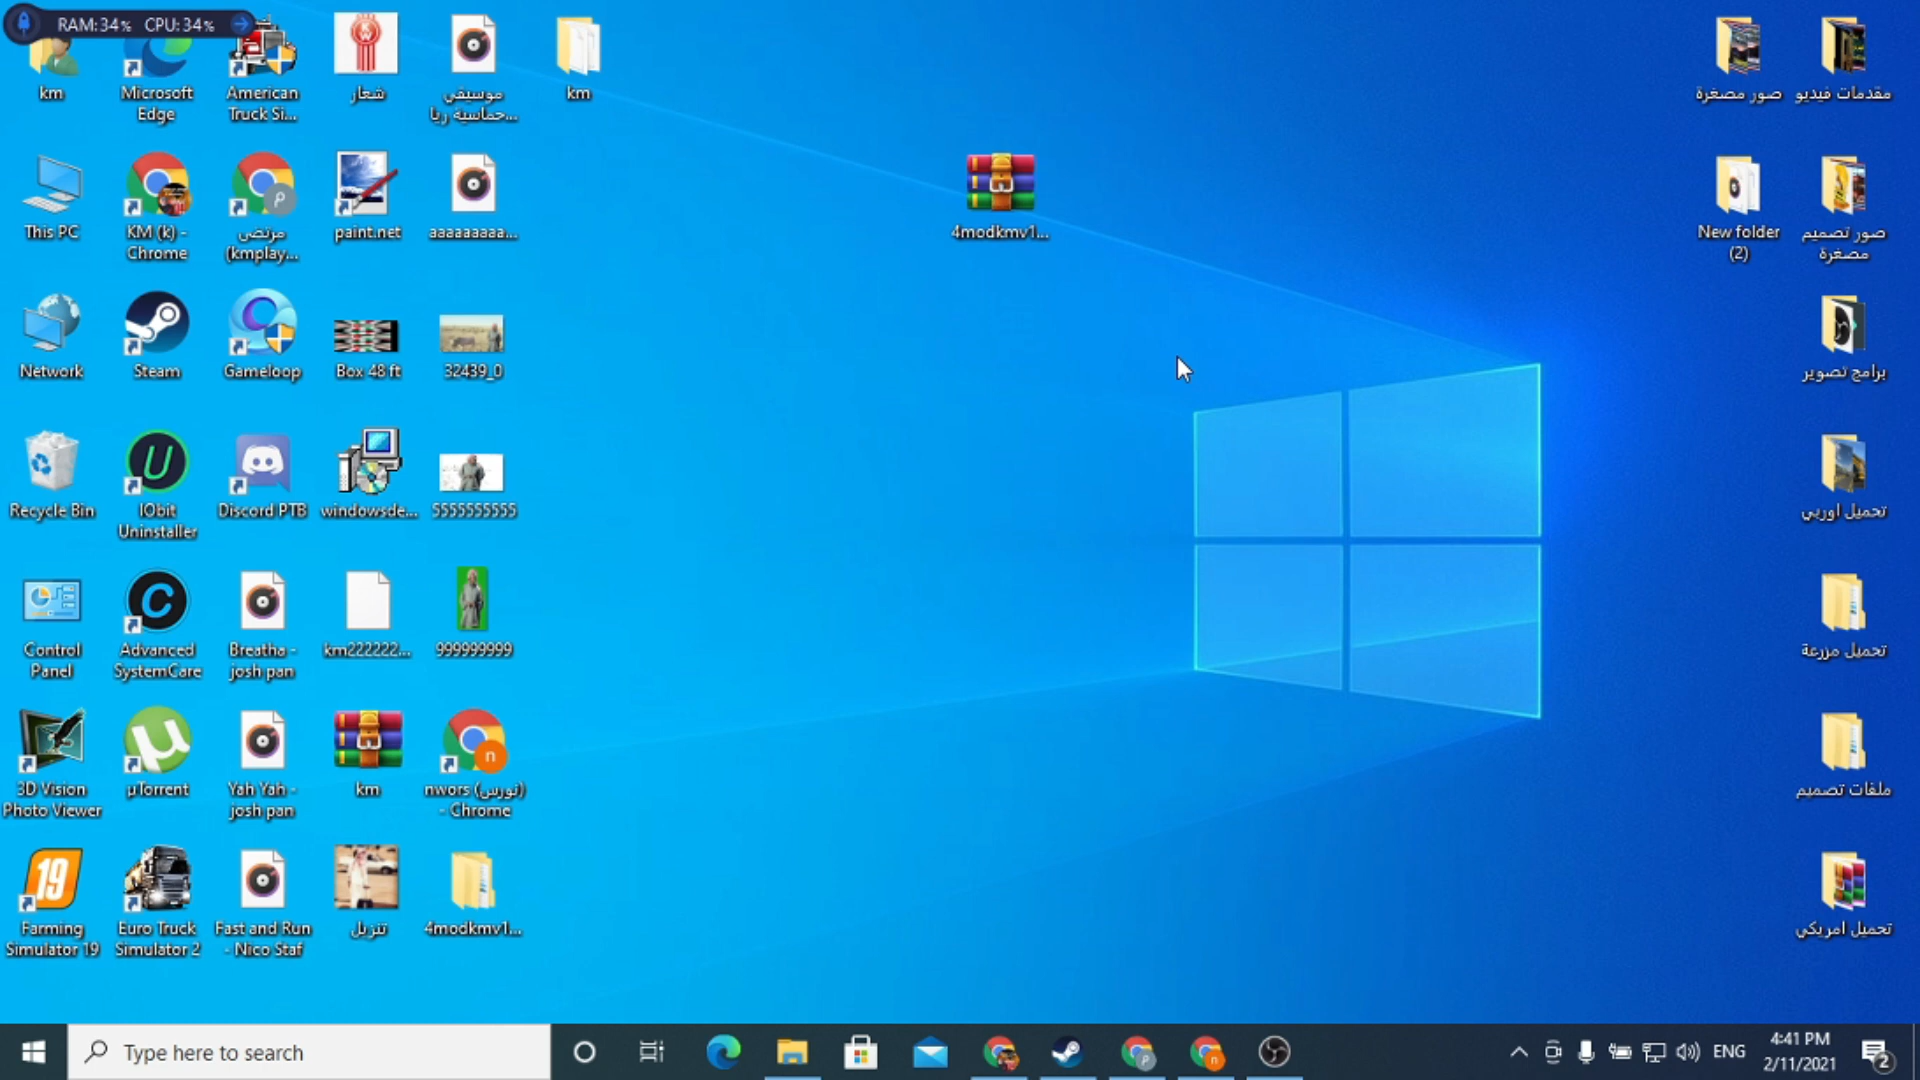 RAM: 34% CPU: 34%
km
Microsoft
Edge
American
Truck Si...
شعار
موسيقى
حماسية ريا...
km
صور مصغرة
مقدمات فيديو
This PC
KM (k) -
Chrome
مرتضى
(kmplay...
paint.net
aaaaaaaaa...
4modkmv1...
New folder
(2)
صور تصميم
مصغرة
Network
Steam
Gameloop
Box 48 ft
32439_0
برامج تصوير
Recycle Bin
U
IObit
Uninstaller
Discord PTB
windowsde...
5555555555
تحميل اوربي
Control
Panel
C
Advanced
SystemCare
Breatha -
josh pan
km222222...
999999999
تحميل مزرعة
3D Vision
Photo Viewer
µ
µTorrent
Yah Yah -
josh pan
km
n
nwors (نورس)
- Chrome
ملفات تصميم
19
Farming
Simulator 19
Euro Truck
Simulator 2
Fast and Run
- Nico Staf
تنزيل
4modkmv1...
تحميل امريكي
Type here to search
ENG
4:41 PM
2/11/2021
2